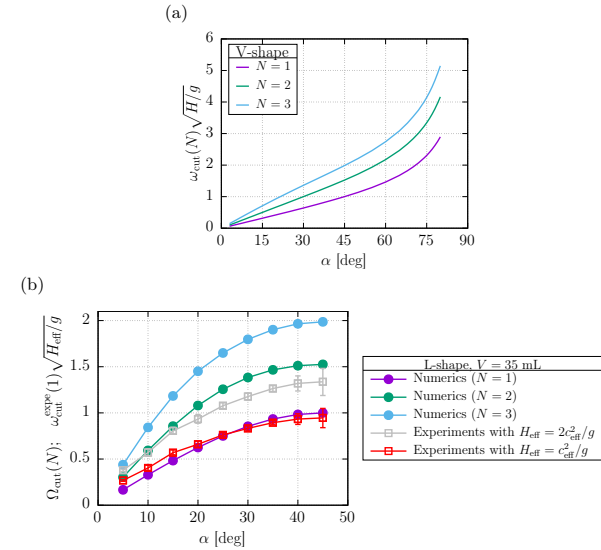 (a)
V-shape
N = 1
N = 2
N = 3
ω_cut(N)√H/g
0
1
2
3
4
5
6
0 15 30 45 60 75 90
α [deg]
(b)
Ω_cut(N); ω_cut^expe(1)√H_eff/g
0
0.5
1
1.5
2
0 10 20 30 40 50
α [deg]
L-shape, V = 35 mL
Numerics (N = 1)
Numerics (N = 2)
Numerics (N = 3)
Experiments with H_eff = 2c_eff^2/g
Experiments with H_eff = c_eff^2/g